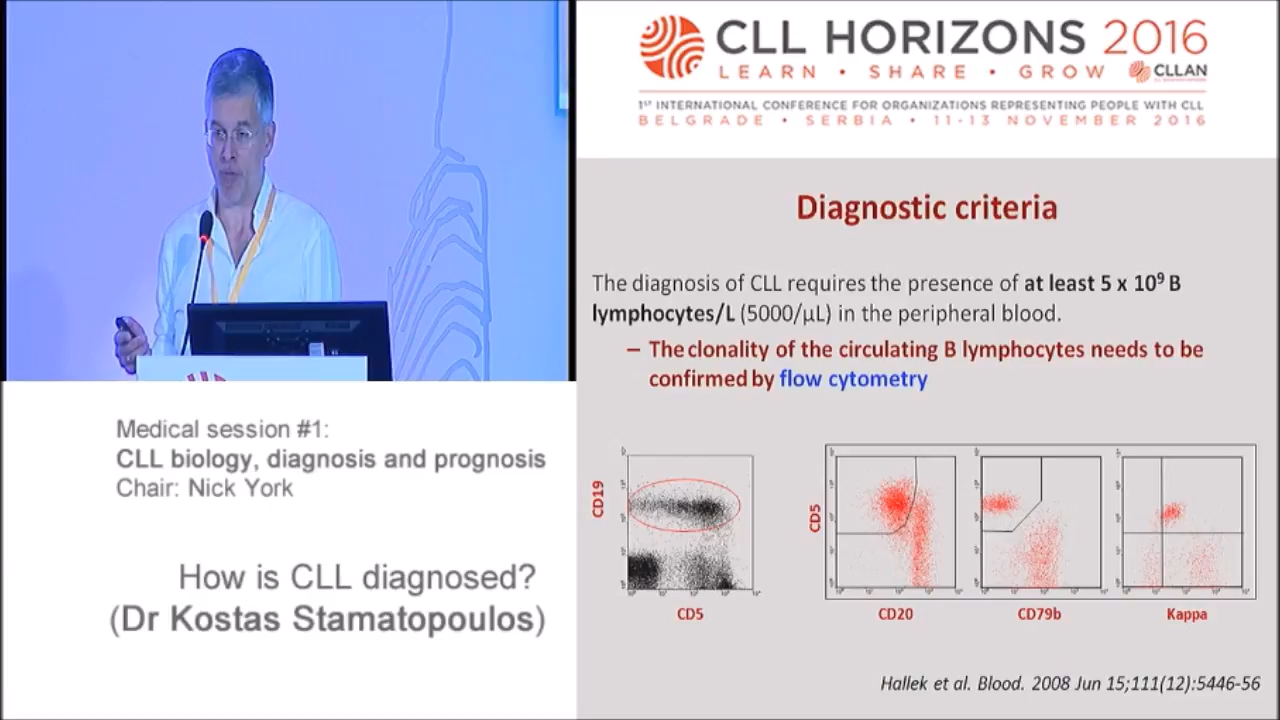 CLL HORIZONS 2016
LEARN • SHARE • GROW
CLLAN
1ST INTERNATIONAL CONFERENCE FOR ORGANIZATIONS REPRESENTING PEOPLE WITH CLL
BELGRADE • SERBIA • 11-13 NOVEMBER 2016
Diagnostic criteria
The diagnosis of CLL requires the presence of at least 5 x 10⁹ B
lymphocytes/L (5000/µL) in the peripheral blood.
– The clonality of the circulating B lymphocytes needs to be
confirmed by flow cytometry
CD19
CD5
CD5
CD20
CD79b
Kappa
Hallek et al. Blood. 2008 Jun 15;111(12):5446-56
Medical session #1:
CLL biology, diagnosis and prognosis
Chair: Nick York
How is CLL diagnosed?
(Dr Kostas Stamatopoulos)